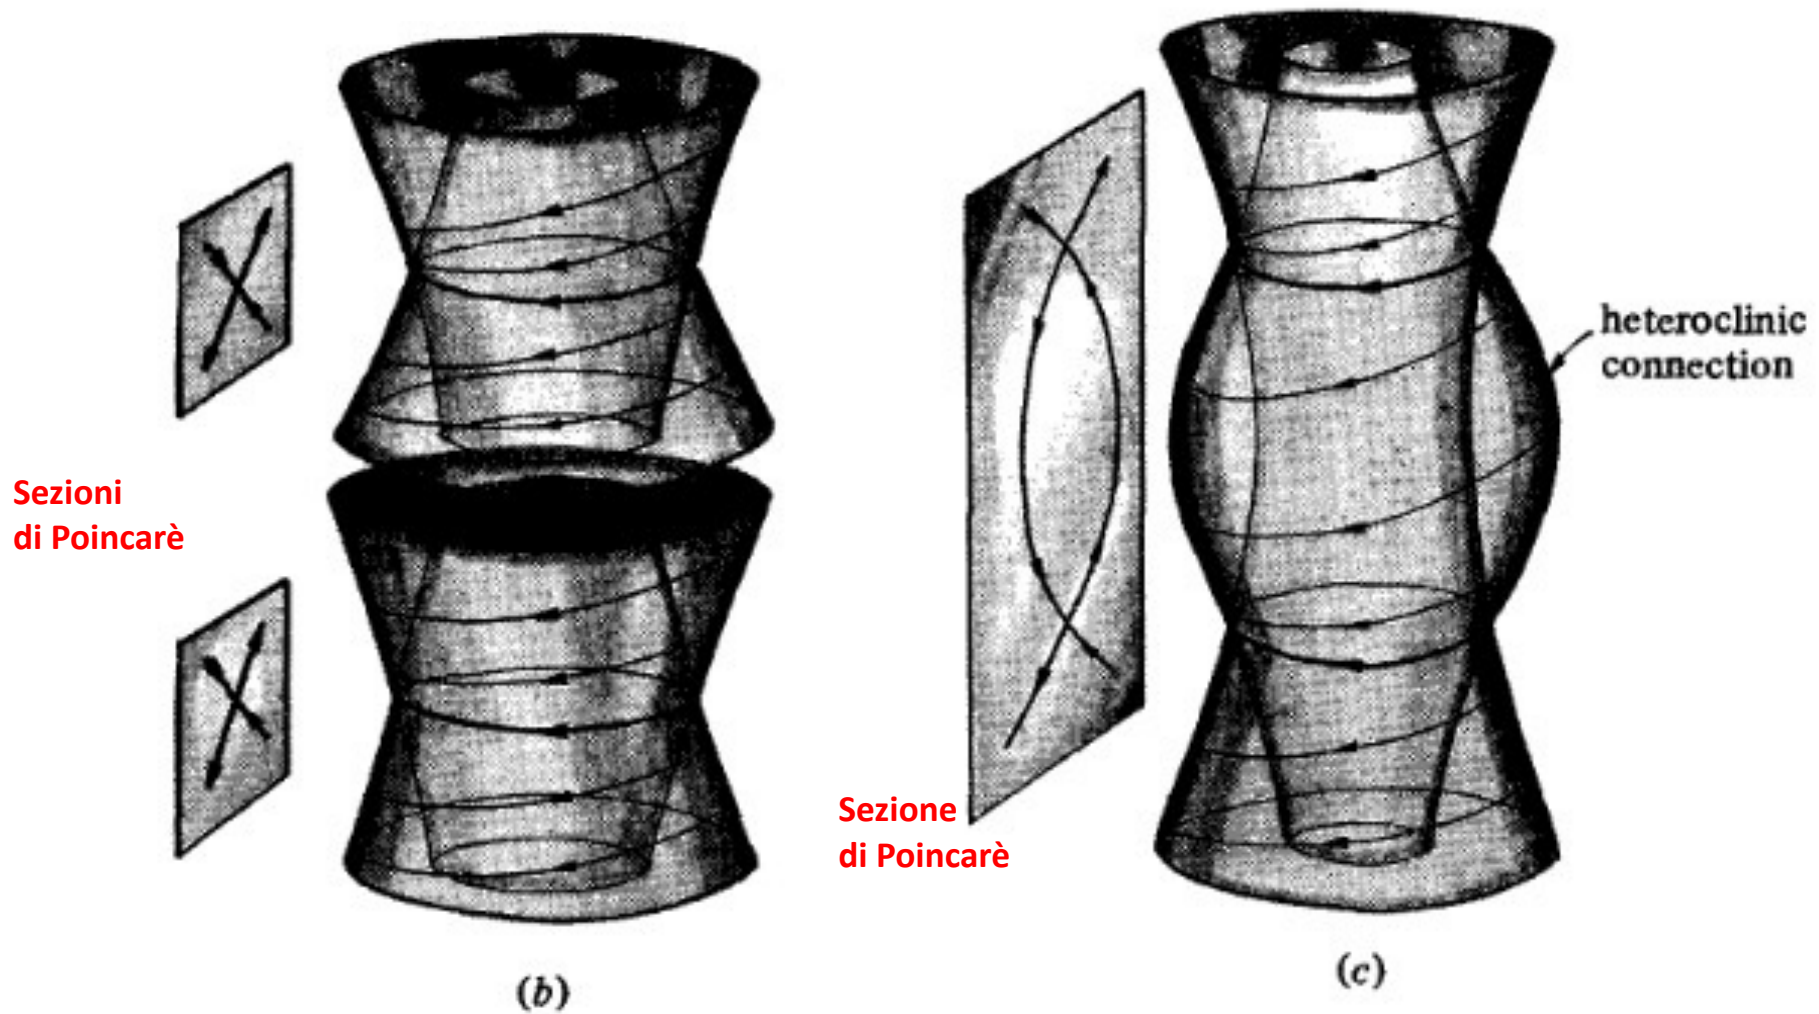 Sezioni
di Poincarè
(b)
Sezione
di Poincarè
heteroclinic
connection
(c)